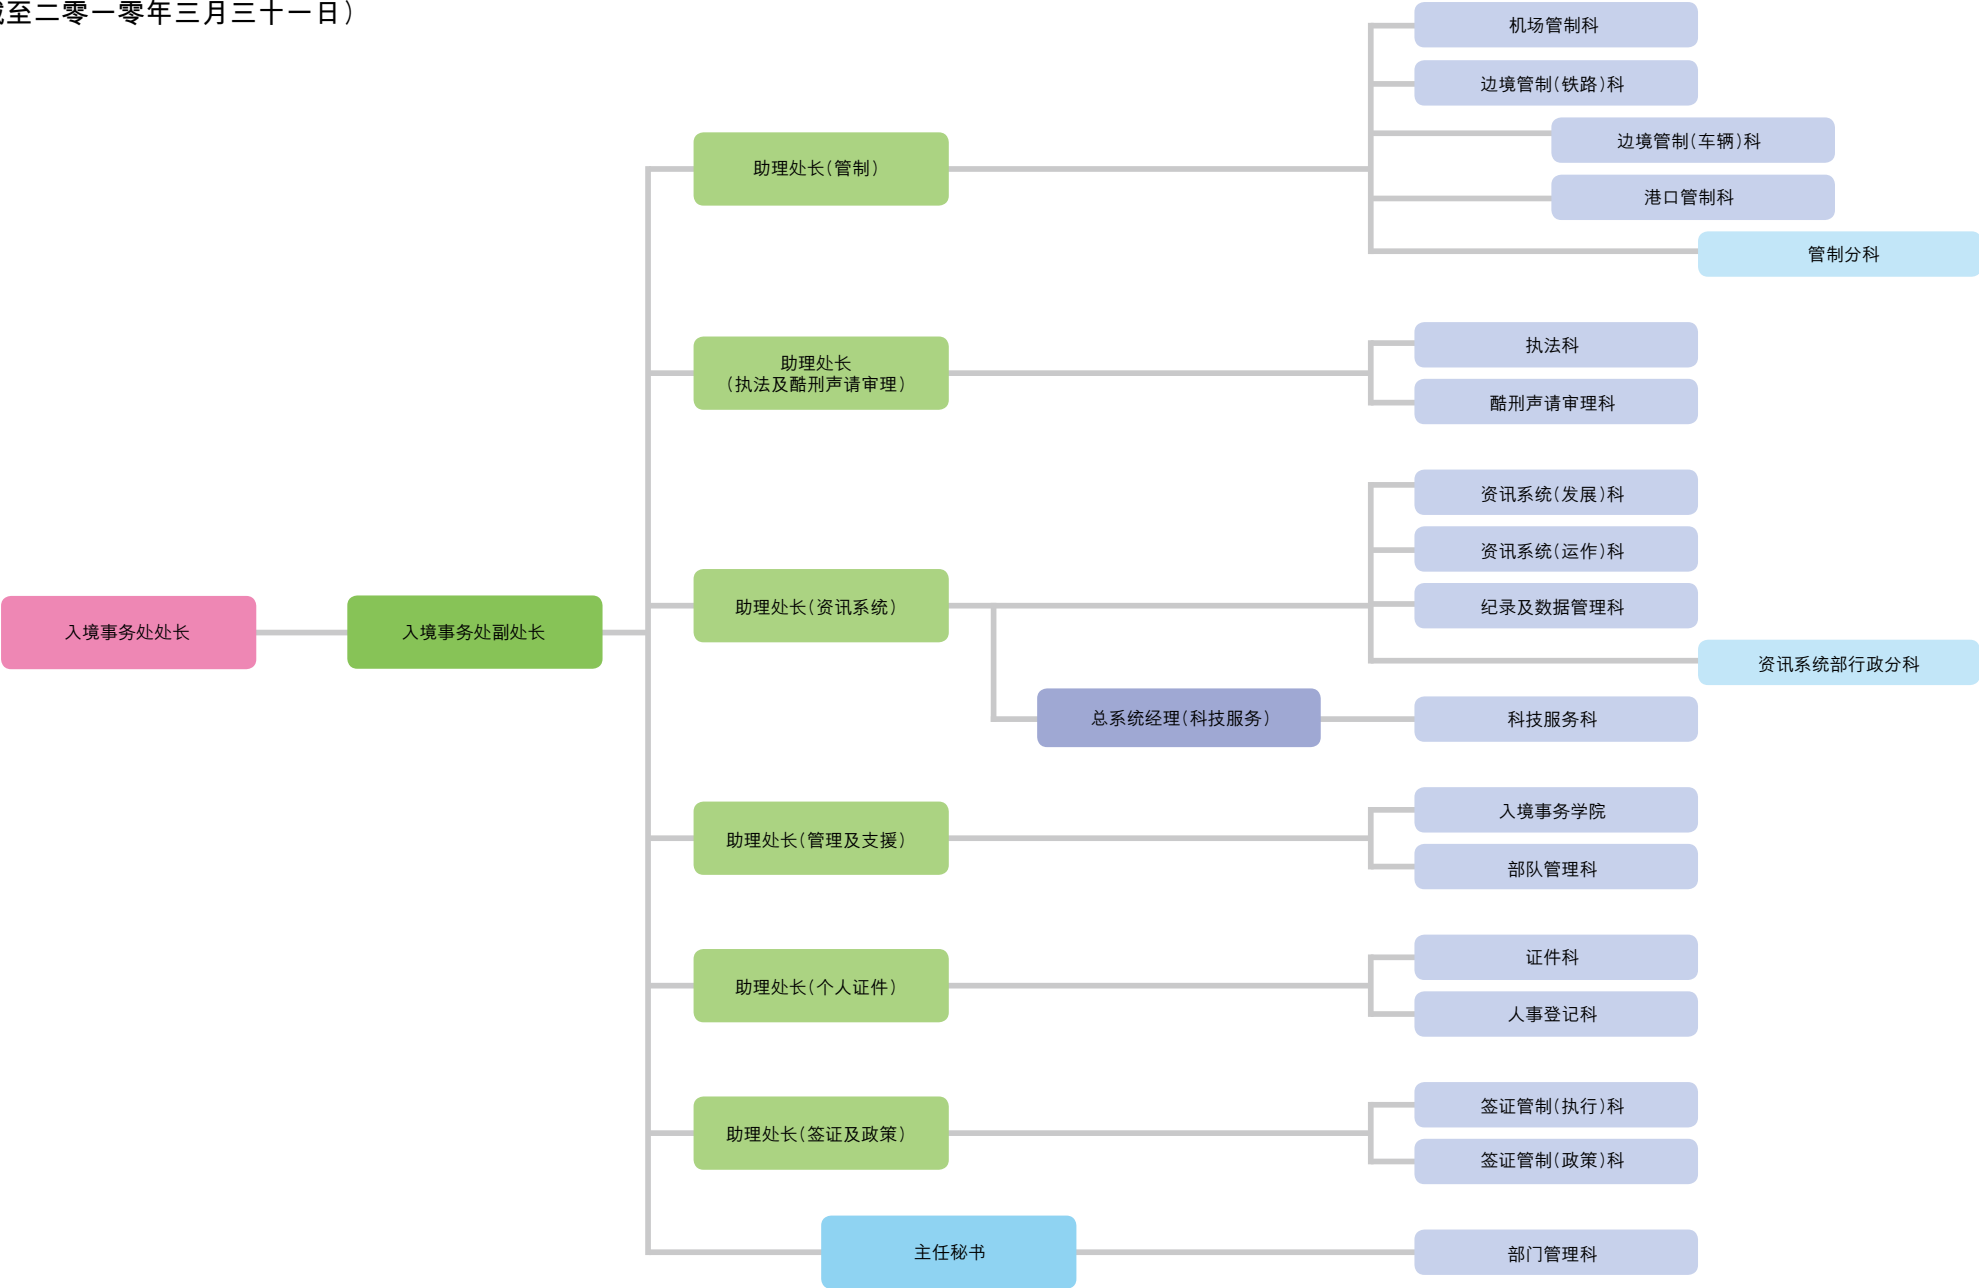 至二零一零年三月三十一日）
机场管制科
边境管制（铁路）科
边境管制（车辆）科
助理处长（管制）
港口管制科
管制分科
执法科
助理处长
（执法及酷刑声请审理）
酷刑声请审理科
资讯系统（发展）科
资讯系统（运作）科
助理处长（资讯系统）
纪录及数据管理科
入境事务处处长
入境事务处副处长
资讯系统部行政分科
总系统经理（科技服务）
科技服务科
入境事务学院
助理处长（管理及支援）
部队管理科
证件科
助理处长（个人证件）
人事登记科
签证管制（执行）科
助理处长（签证及政策）
签证管制（政策）科
主任秘书
部门管理科